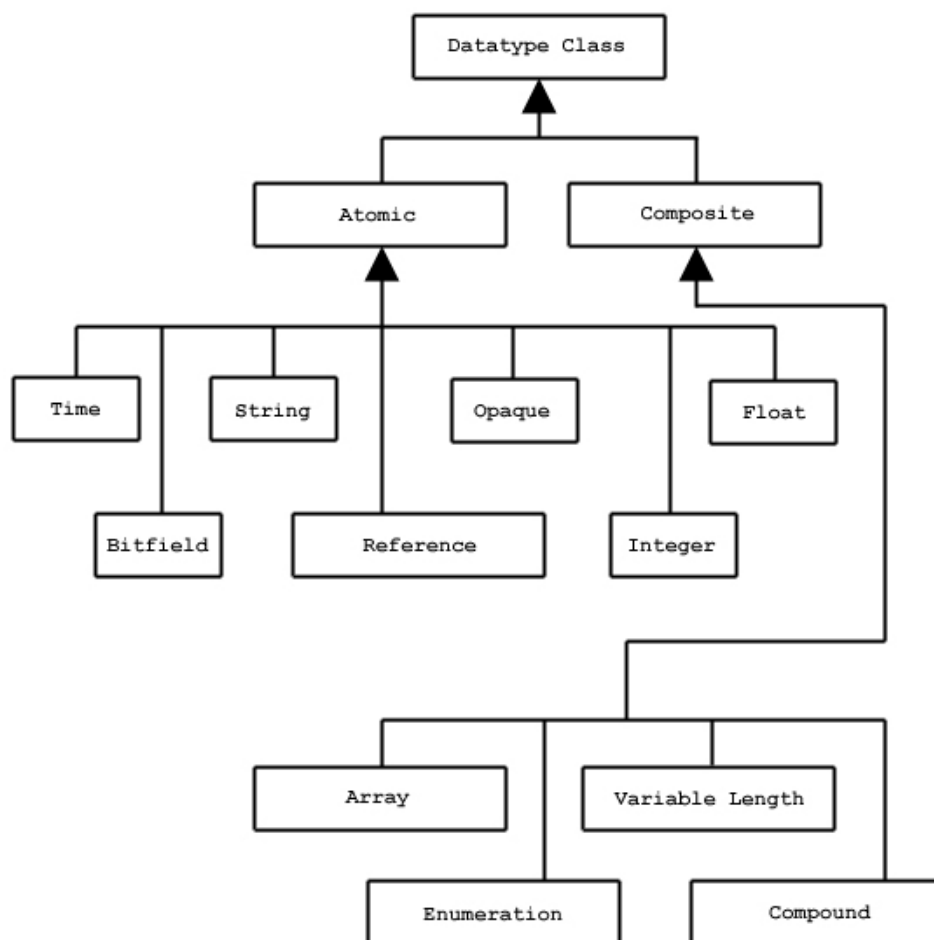 Datatype Class
Atomic
Composite
Time
String
Opaque
Float
Bitfield
Reference
Integer
Array
Variable Length
Enumeration
Compound